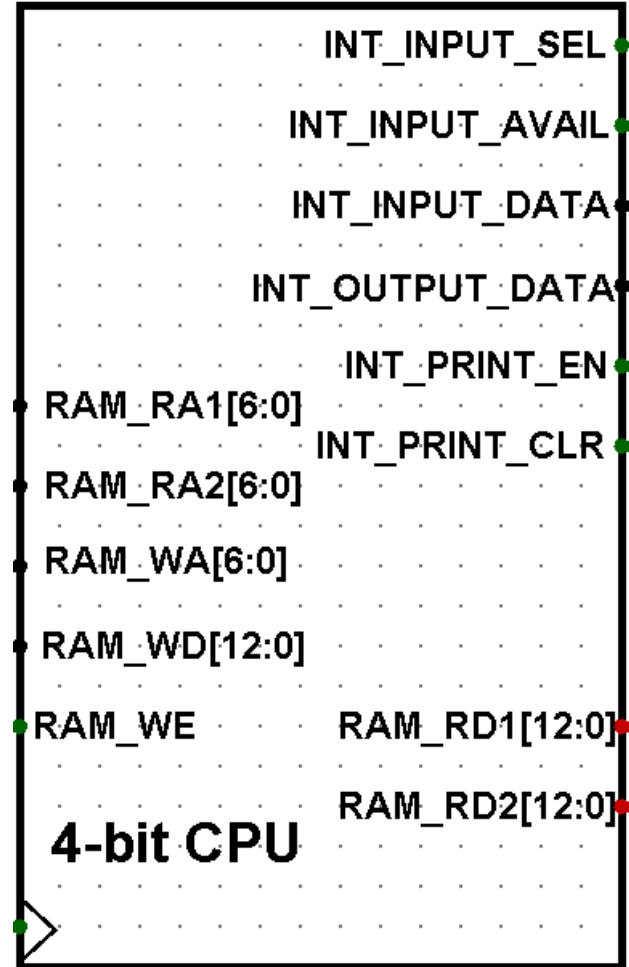 INT_INPUT_SEL
INT_INPUT_AVAIL
INT_INPUT_DATA
INT_OUTPUT_DATA
INT_PRINT_EN
RAM_RA1[6:0]
INT_PRINT_CLR
RAM_RA2[6:0]
RAM_WA[6:0]
RAM_WD[12:0]
RAM_WE RAM_RD1[12:0]
RAM_RD2[12:0]
4-bit CPU